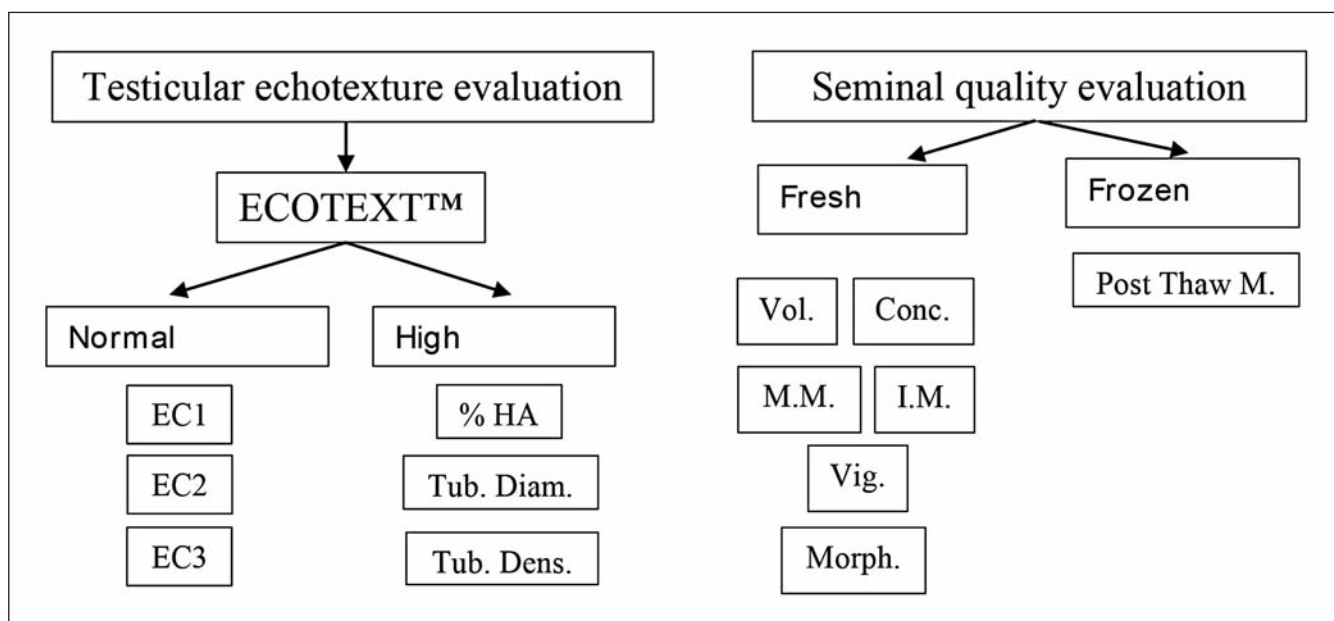 Testicular echotexture evaluation
ECOTEXT™
Normal
High
EC1
% HA
EC2
Tub. Diam.
EC3
Tub. Dens.
Seminal quality evaluation
Fresh
Frozen
Post Thaw M.
Vol.
Conc.
M.M.
I.M.
Vig.
Morph.